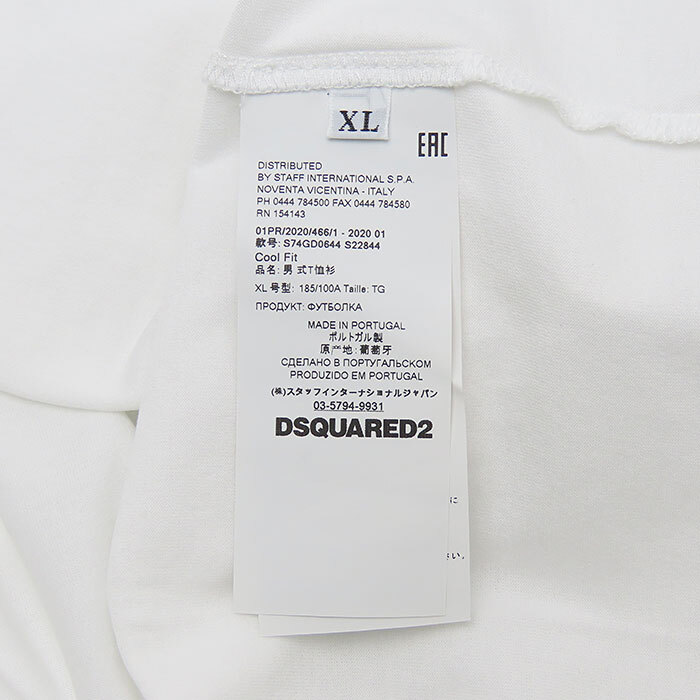 XL
EAC
DISTRIBUTED
BY STAFF INTERNATIONAL S.P.A.
NOVENTA VICENTINA - ITALY
PH 0444 784500 FAX 0444 784580
RN 154143
01PR/2020/466/1 - 2020 01
款号: S74GD0644 S22844
Cool Fit
品名: 男式T恤衫
XL 号型: 185/100A Taille: TG
ПРОДУКТ: ФУТБОЛКА
MADE IN PORTUGAL
ポルトガル製
原产地: 葡萄牙
СДЕЛАНО В ПОРТУГАЛЬСКОМ
PRODUZIDO EM PORTUGAL
(株)スタッフインターナショナルジャパン
03-5794-9931
DSQUARED2
に
さい。